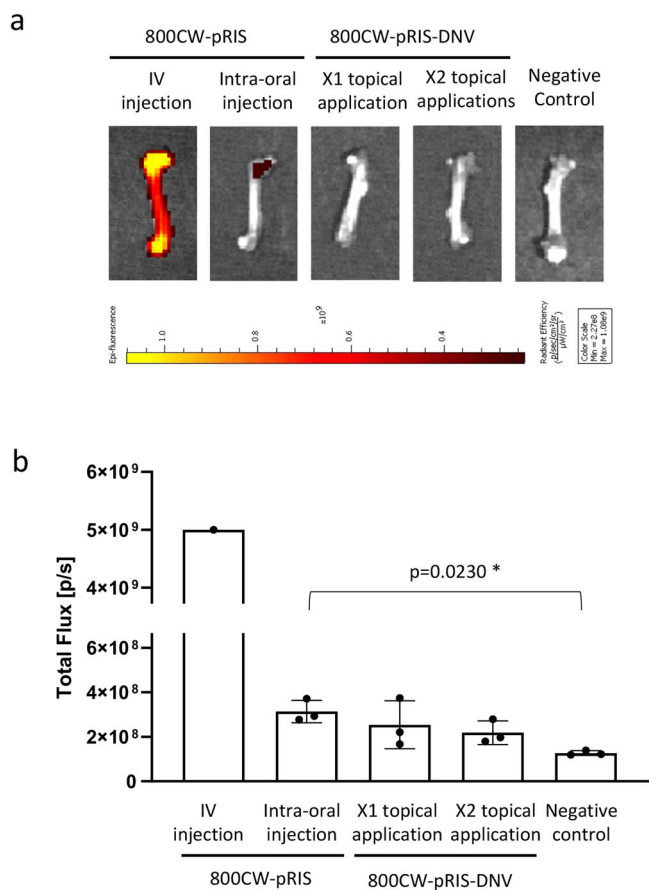 a
800CW-pRIS
800CW-pRIS-DNV
IV injection
Intra-oral injection
X1 topical application
X2 topical applications
Negative Control
Epi-fluorescence
1.0
0.8
x10⁹
0.6
0.4
Radiant Efficiency
(p/sec/cm²/sr / µW/cm²)
Color Scale
Min = 2.27e8
Max = 1.08e9
b
Total Flux [p/s]
6×10⁹
5×10⁹
4×10⁹
6×10⁸
4×10⁸
2×10⁸
0
p=0.0230 *
IV injection
Intra-oral injection
X1 topical application
X2 topical application
Negative control
800CW-pRIS
800CW-pRIS-DNV